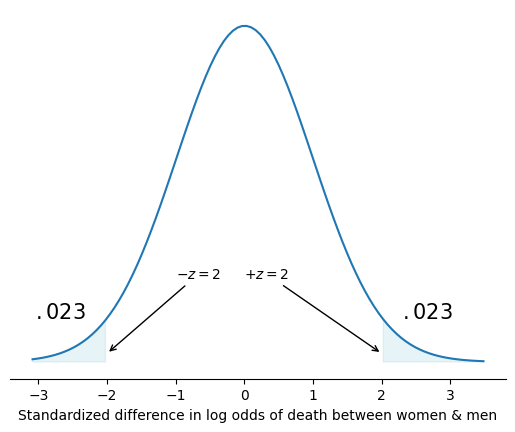 −z = 2 +z = 2
.023 .023
−3 −2 −1 0 1 2 3
Standardized difference in log odds of death between women & men